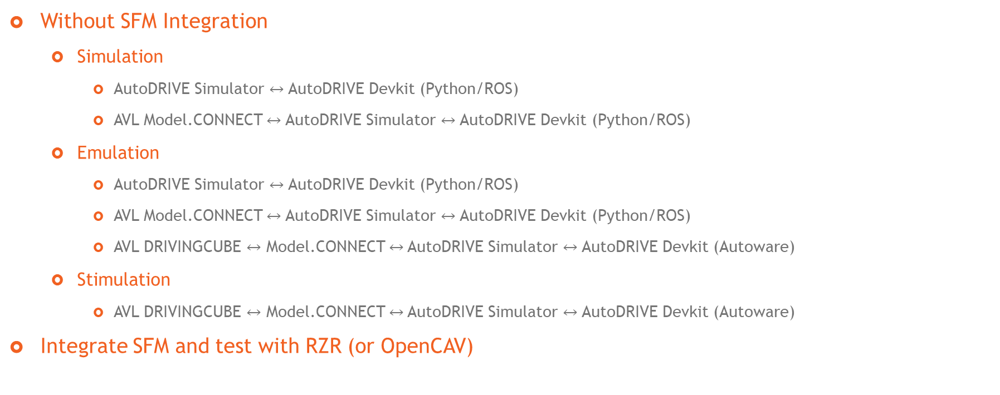 Without SFM Integration
Simulation
AutoDRIVE Simulator ↔ AutoDRIVE Devkit (Python/ROS)
AVL Model.CONNECT ↔ AutoDRIVE Simulator ↔ AutoDRIVE Devkit (Python/ROS)
Emulation
AutoDRIVE Simulator ↔ AutoDRIVE Devkit (Python/ROS)
AVL Model.CONNECT ↔ AutoDRIVE Simulator ↔ AutoDRIVE Devkit (Python/ROS)
AVL DRIVINGCUBE ↔ Model.CONNECT ↔ AutoDRIVE Simulator ↔ AutoDRIVE Devkit (Autoware)
Stimulation
AVL DRIVINGCUBE ↔ Model.CONNECT ↔ AutoDRIVE Simulator ↔ AutoDRIVE Devkit (Autoware)
Integrate SFM and test with RZR (or OpenCAV)